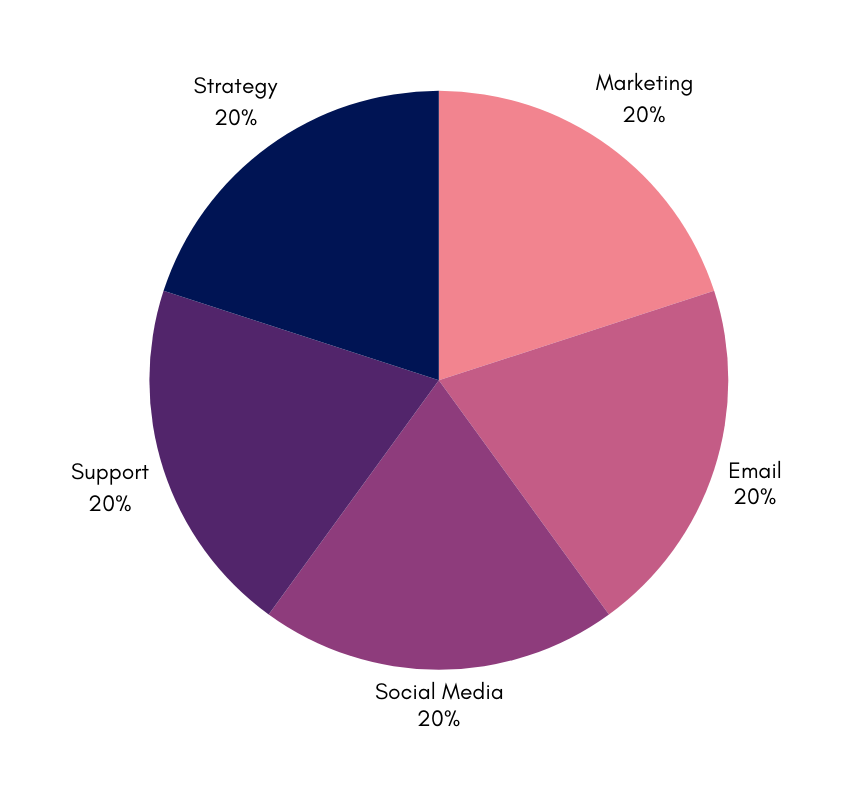 Strategy
20%
Marketing
20%
Support
20%
Email
20%
Social Media
20%